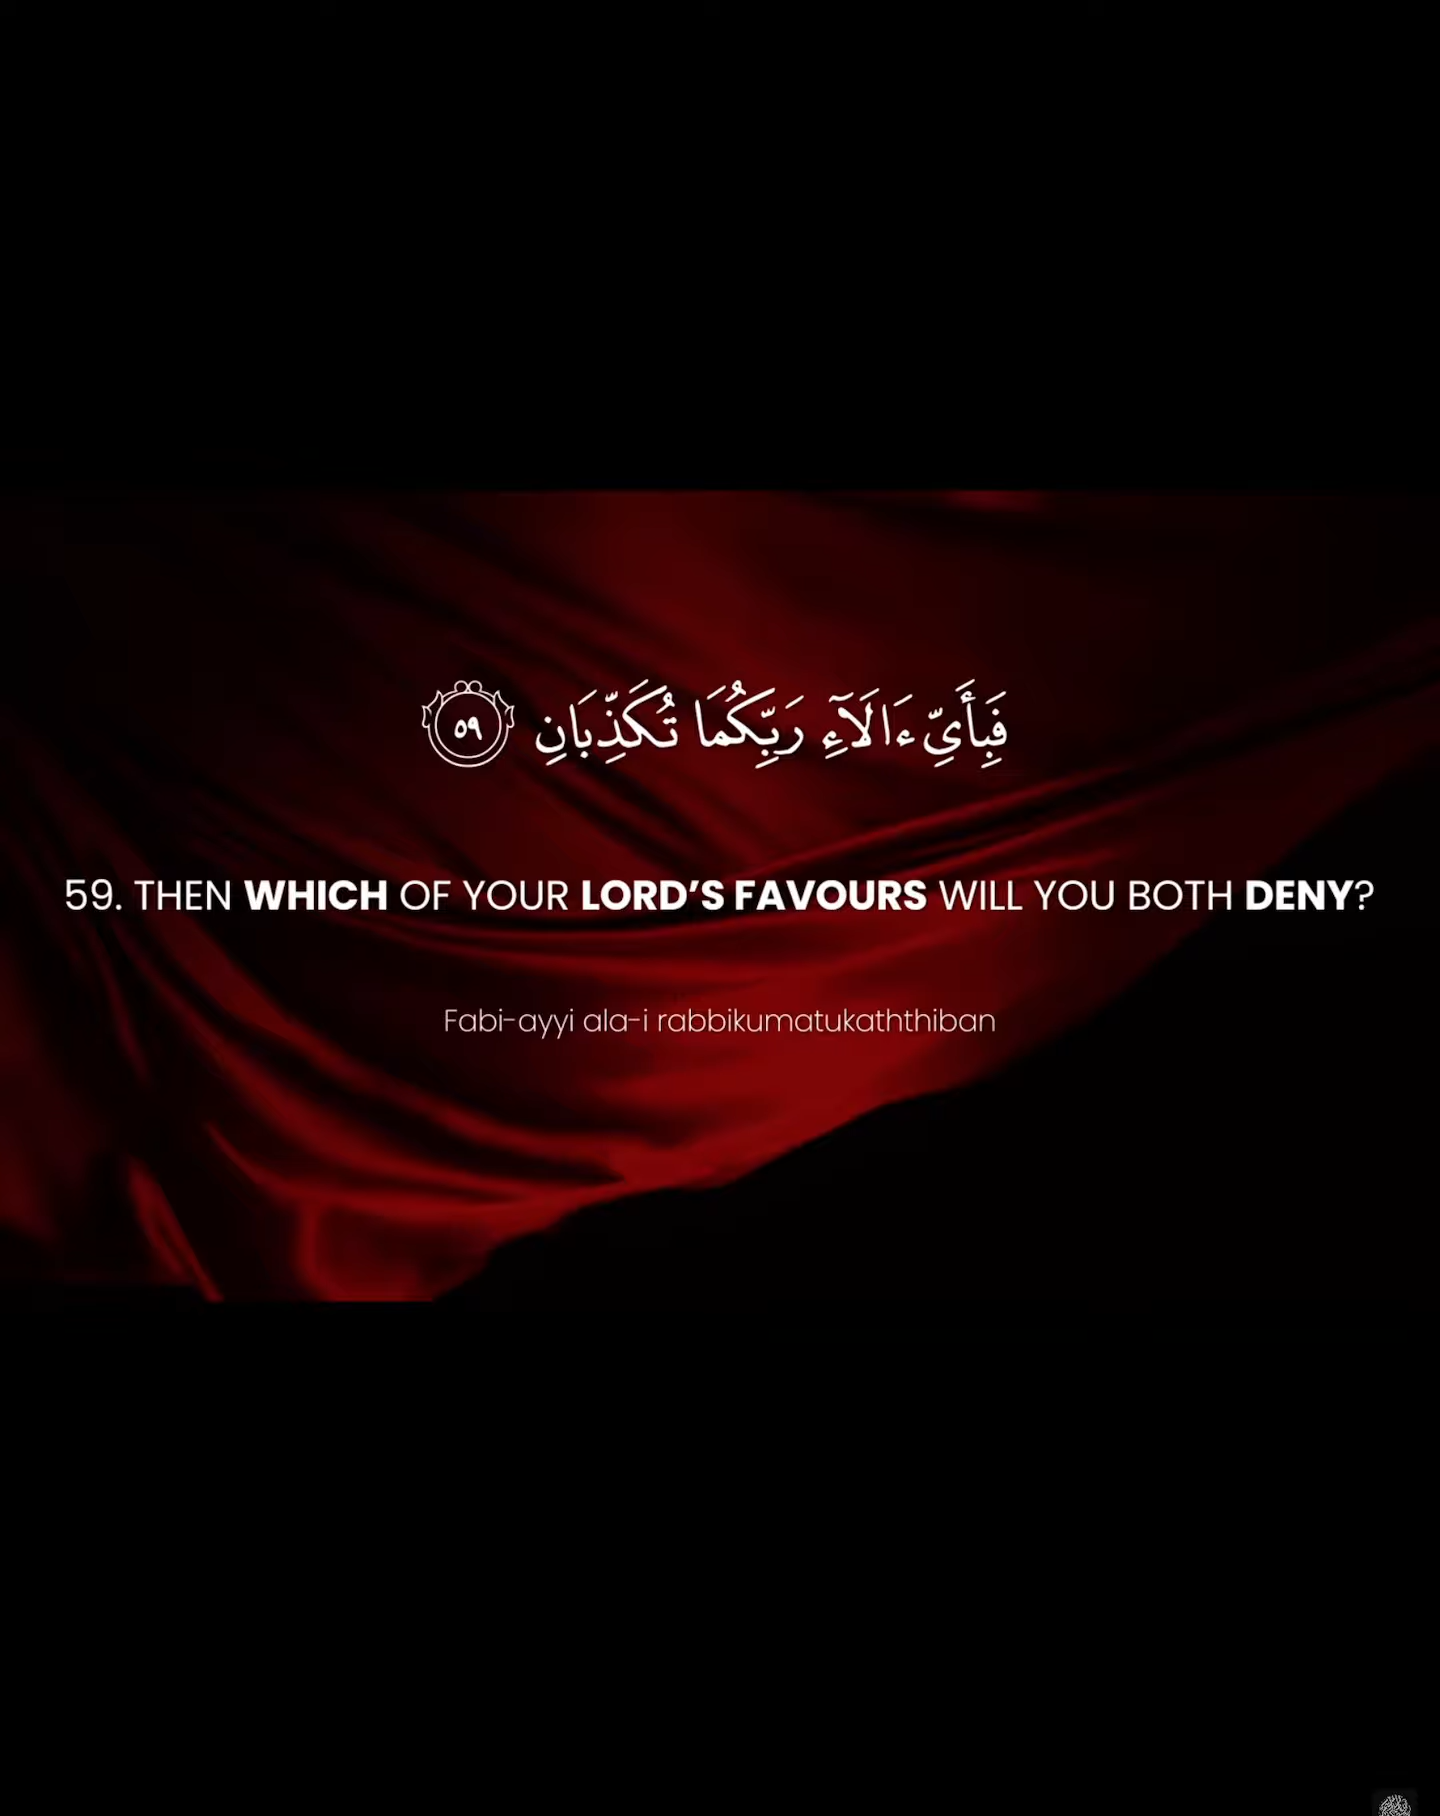 فَبِأَيِّ ءَالَآءِ رَبِّكُمَا تُكَذِّبَانِ ٥٩
59. THEN WHICH OF YOUR LORD’S FAVOURS WILL YOU BOTH DENY?
Fabi-ayyi ala-i rabbikumatukaththiban